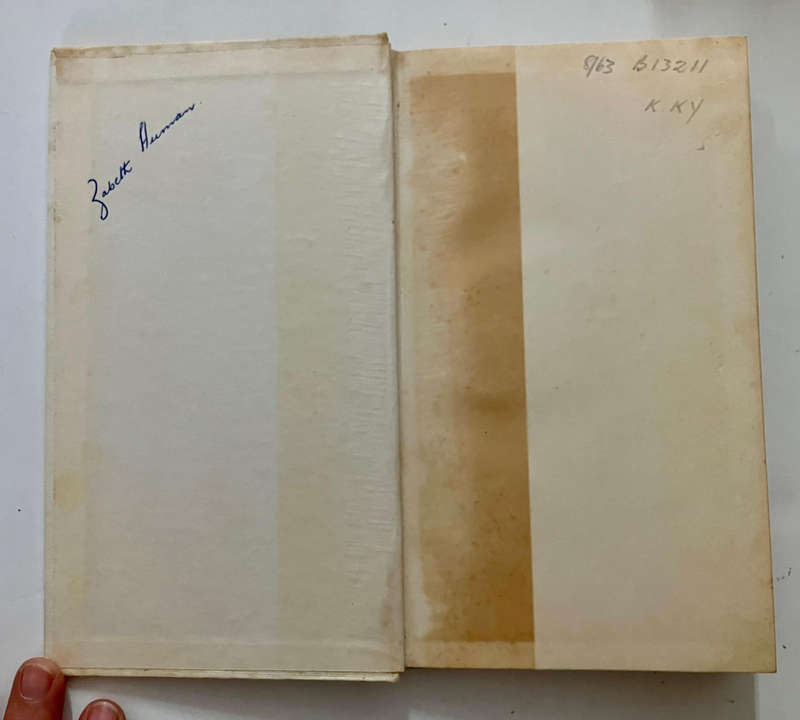 Zabeth Human.
8/63 B13211
K.KY